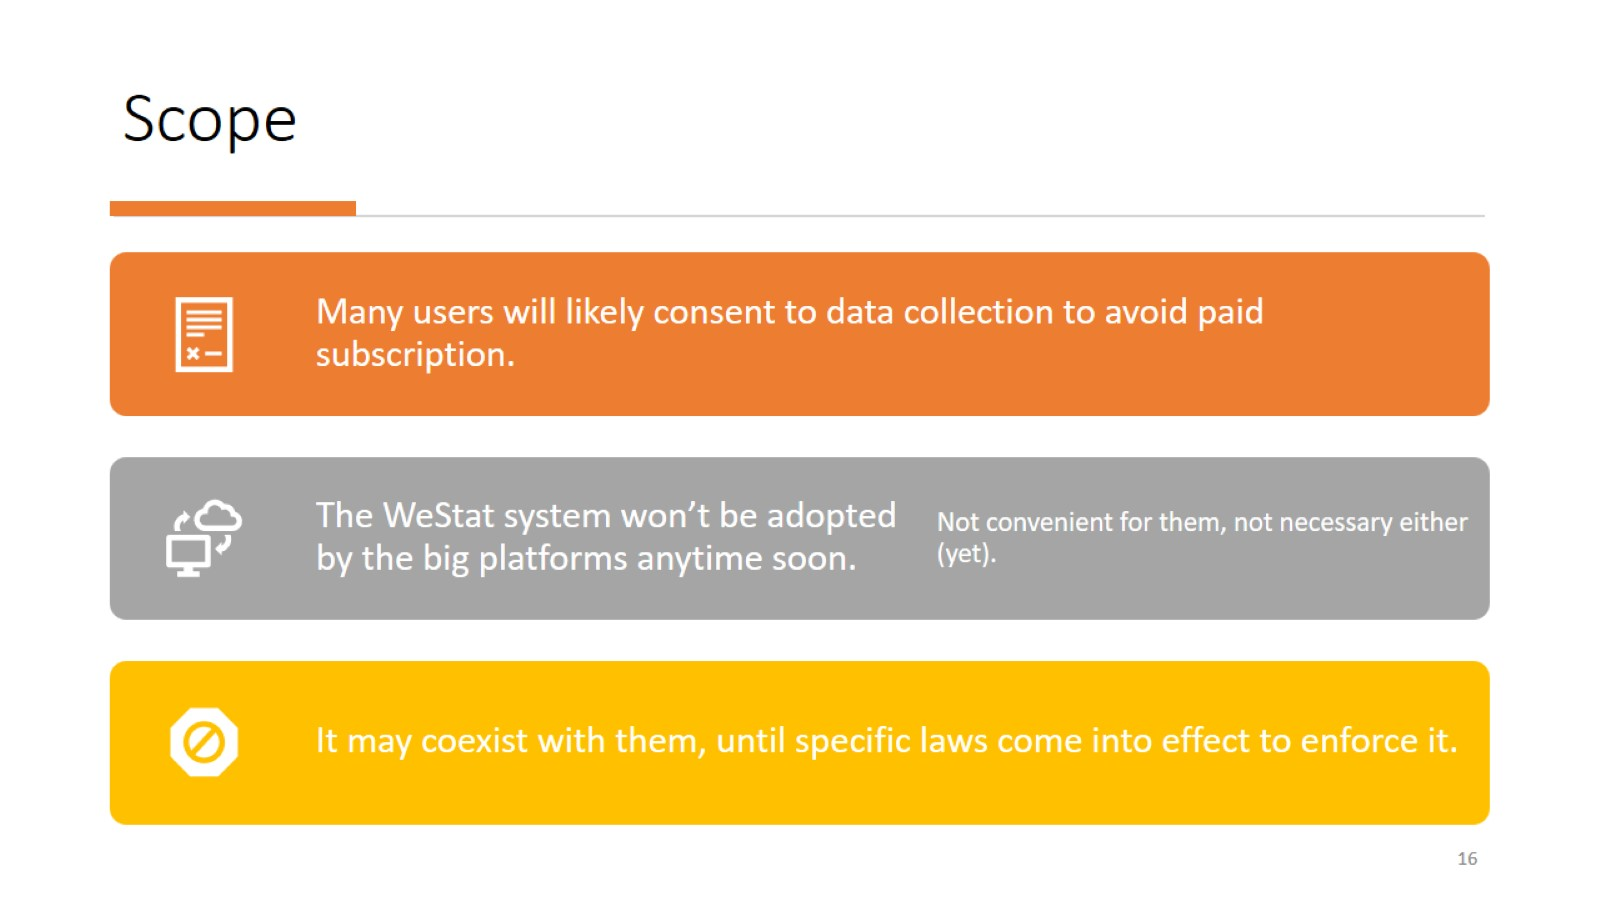 Scope
Many users will likely consent to data collection to avoid paid
subscription.
The WeStat system won’t be adopted
by the big platforms anytime soon.
Not convenient for them, not necessary either
(yet).
It may coexist with them, until specific laws come into effect to enforce it.
16